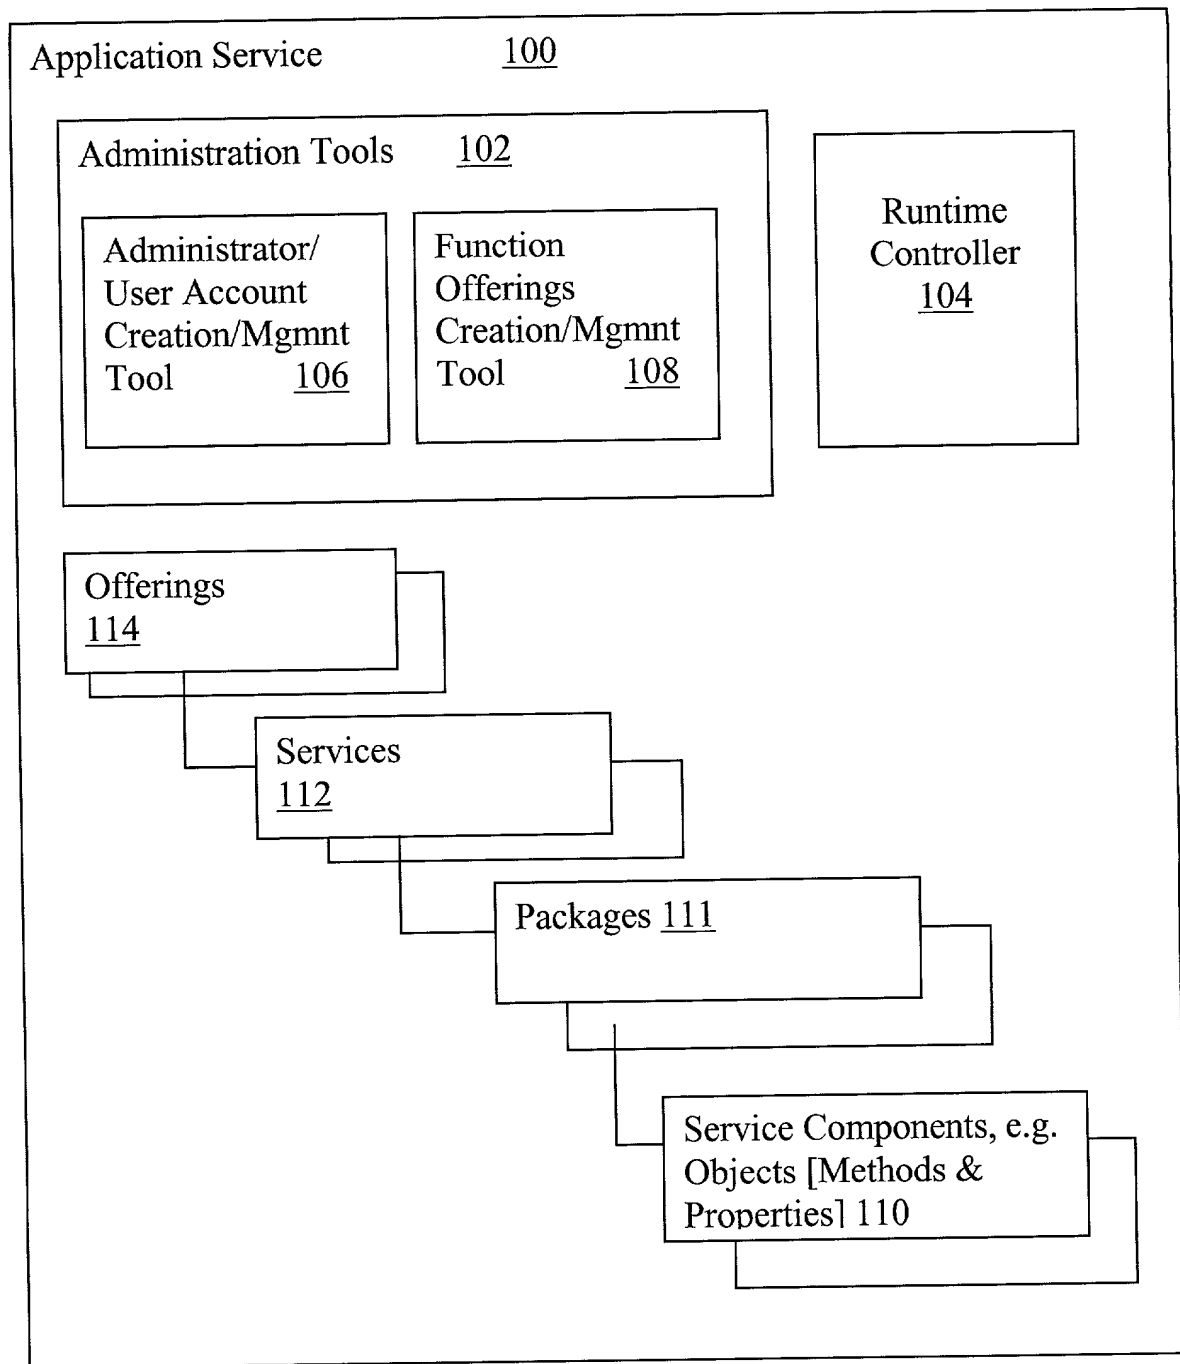 Application Service 100
Administration Tools 102
Administrator/
User Account
Creation/Mgmnt
Tool 106
Function
Offerings
Creation/Mgmnt
Tool 108
Runtime
Controller
104
Offerings
114
Services
112
Packages 111
Service Components, e.g.
Objects [Methods &
Properties] 110